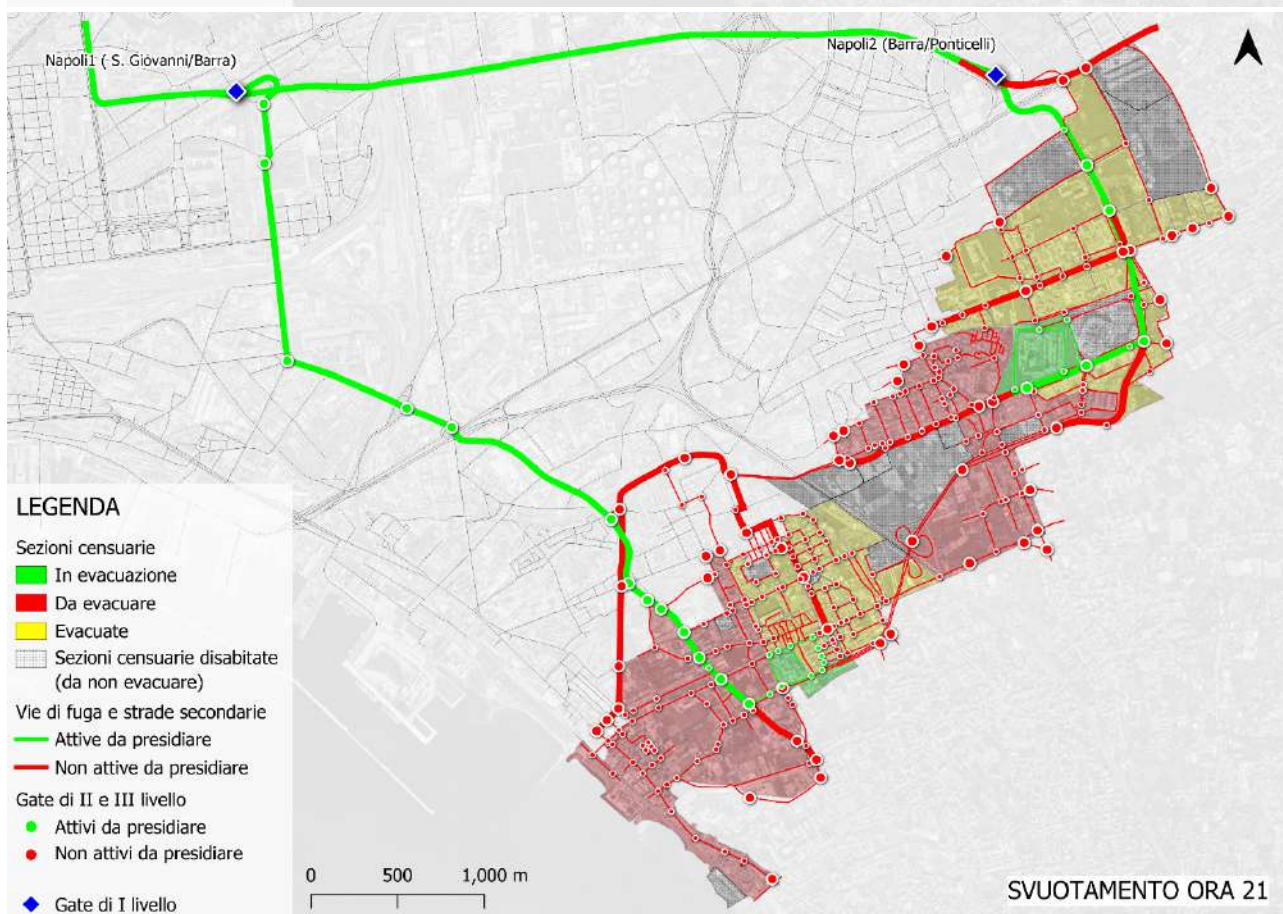 Napoli1 ( S. Giovanni/Barra)
Napoli2 (Barra/Ponticelli)
LEGENDA
Sezioni censuarie
In evacuazione
Da evacuare
Evacuate
Sezioni censuarie disabitate
(da non evacuare)
Vie di fuga e strade secondarie
Attive da presidiare
Non attive da presidiare
Gate di II e III livello
Attivi da presidiare
Non attivi da presidiare
Gate di I livello
0 500 1,000 m
SVUOTAMENTO ORA 21